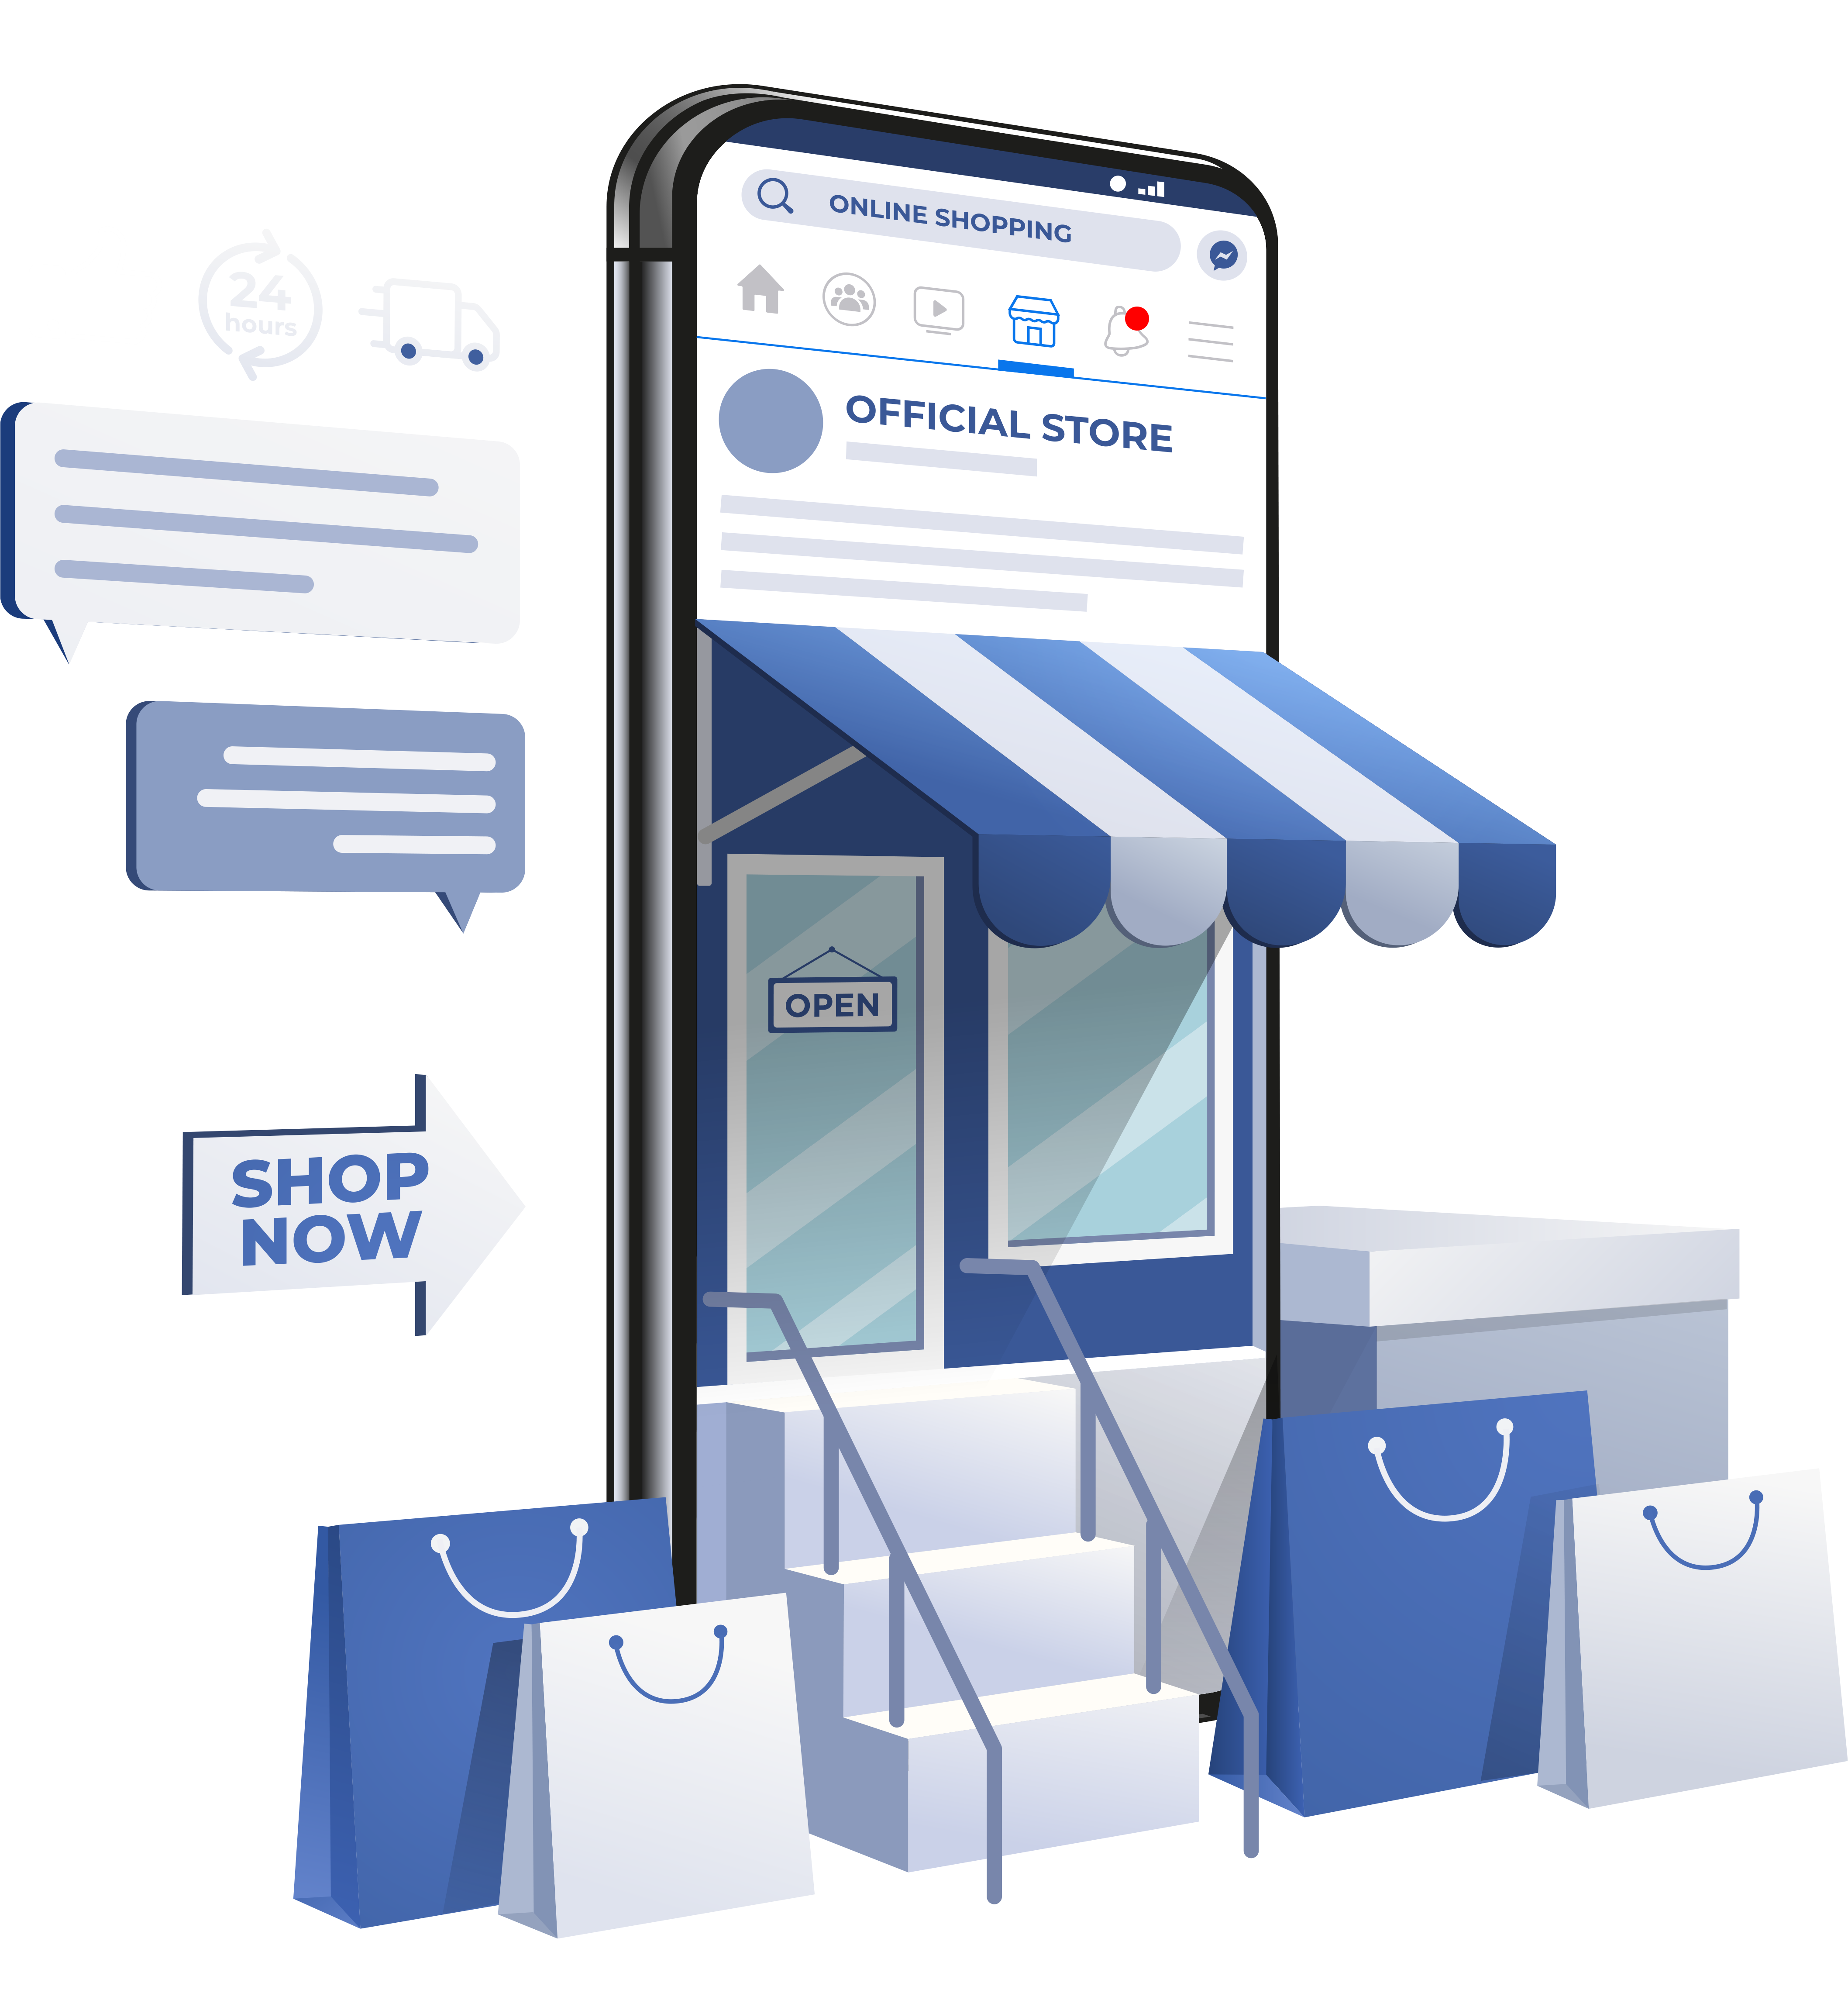 ONLINE SHOPPING
24
hours
OFFICIAL STORE
OPEN
SHOP
NOW